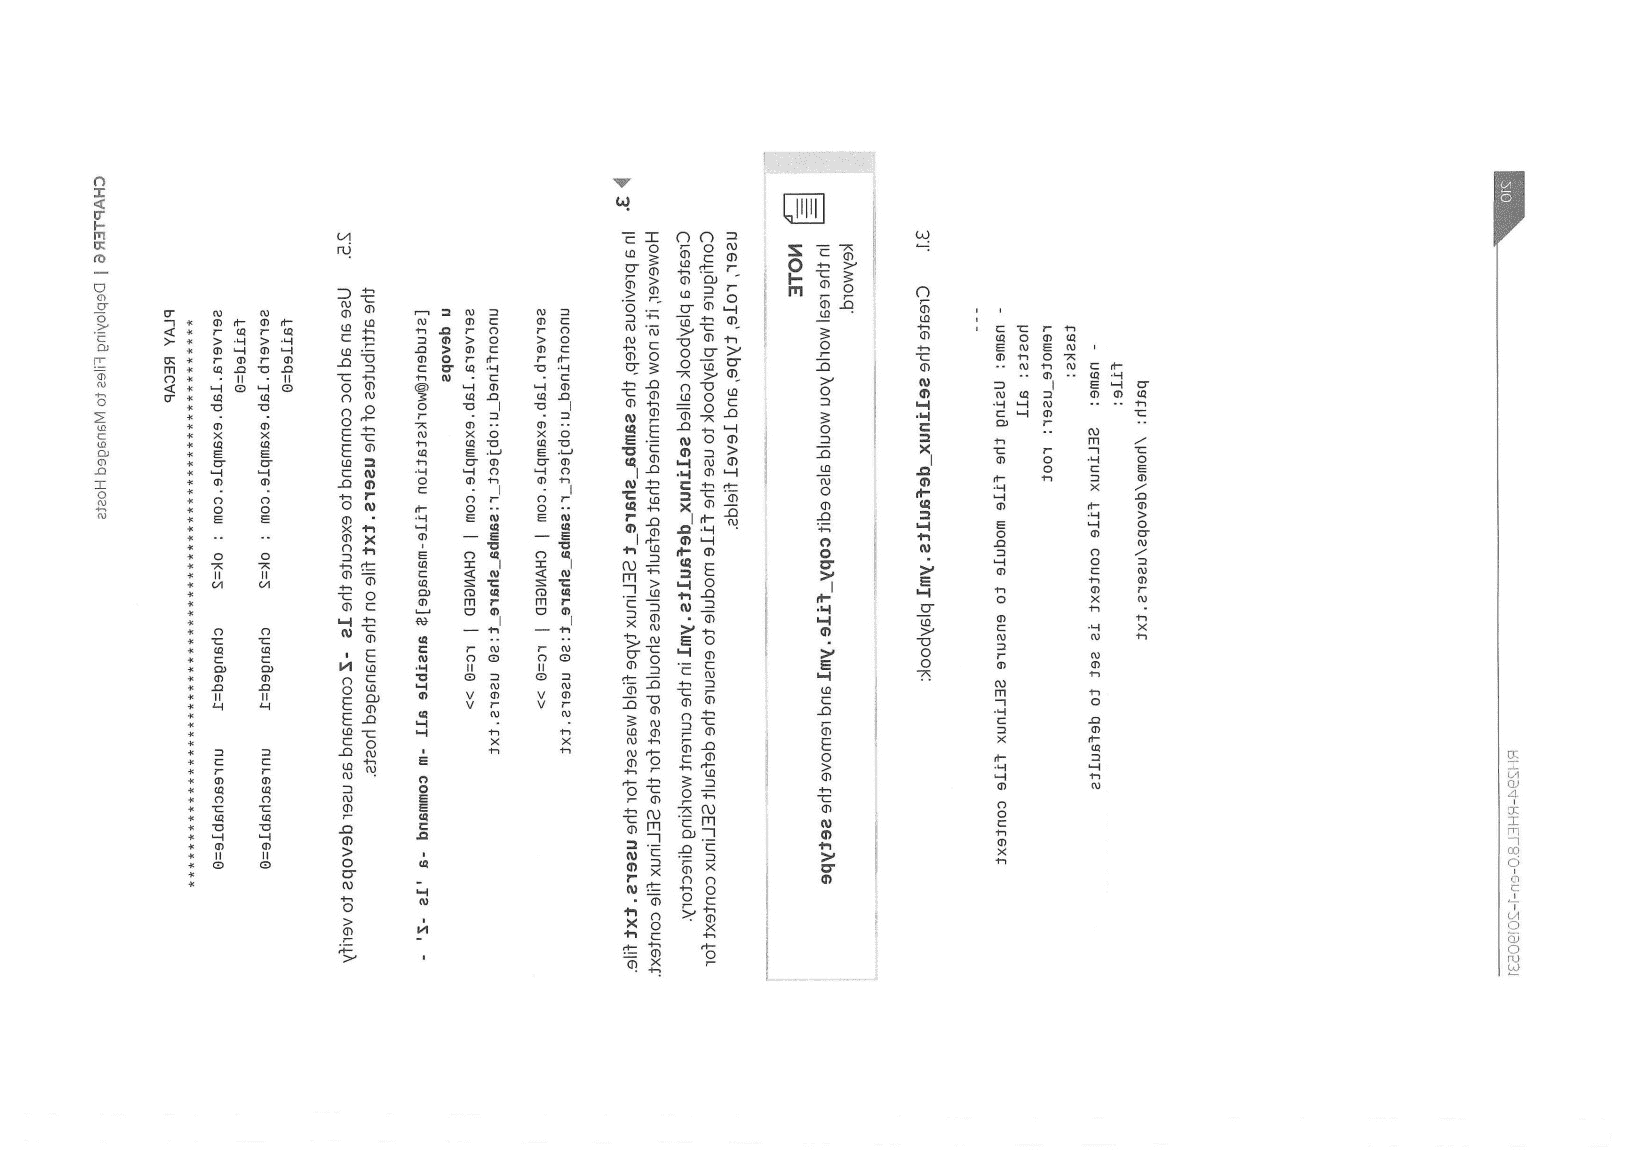 CHAPTER 6 | Deploying Files to Managed Hosts
PLAY RECAP
**********************************************************
servera.lab.example.com : ok=2 changed=1 unreachable=0
failed=0
serverb.lab.example.com : ok=2 changed=1 unreachable=0
failed=0
2.5. Use an ad hoc command to execute the ls -Z command as user devops to verify
the attributes of the users.txt file on the managed hosts.
[student@workstation file-manage]$ ansible all -m command -a 'ls -Z' -
u devops
servera.lab.example.com | CHANGED | rc=0 >>
unconfined_u:object_r:samba_share_t:s0 users.txt
serverb.lab.example.com | CHANGED | rc=0 >>
unconfined_u:object_r:samba_share_t:s0 users.txt
3. In a previous step, the samba_share_t SELinux type field was set for the users.txt file.
However, it is now determined that default values should be set for the SELinux file context.
Create a playbook called selinux_defaults.yml in the current working directory.
Configure the playbook to use the file module to ensure the default SELinux context for
user, role, type, and level fields.
NOTE
In the real world you would also edit copy_file.yml and remove the setype
keyword.
3.1. Create the selinux_defaults.yml playbook:
---
- name: using the file module to ensure SELinux file context
hosts: all
remote_user: root
tasks:
- name: SELinux file context is set to defaults
file:
path: /home/devops/users.txt
210
RH294-RHEL8.0-en-1-20190531